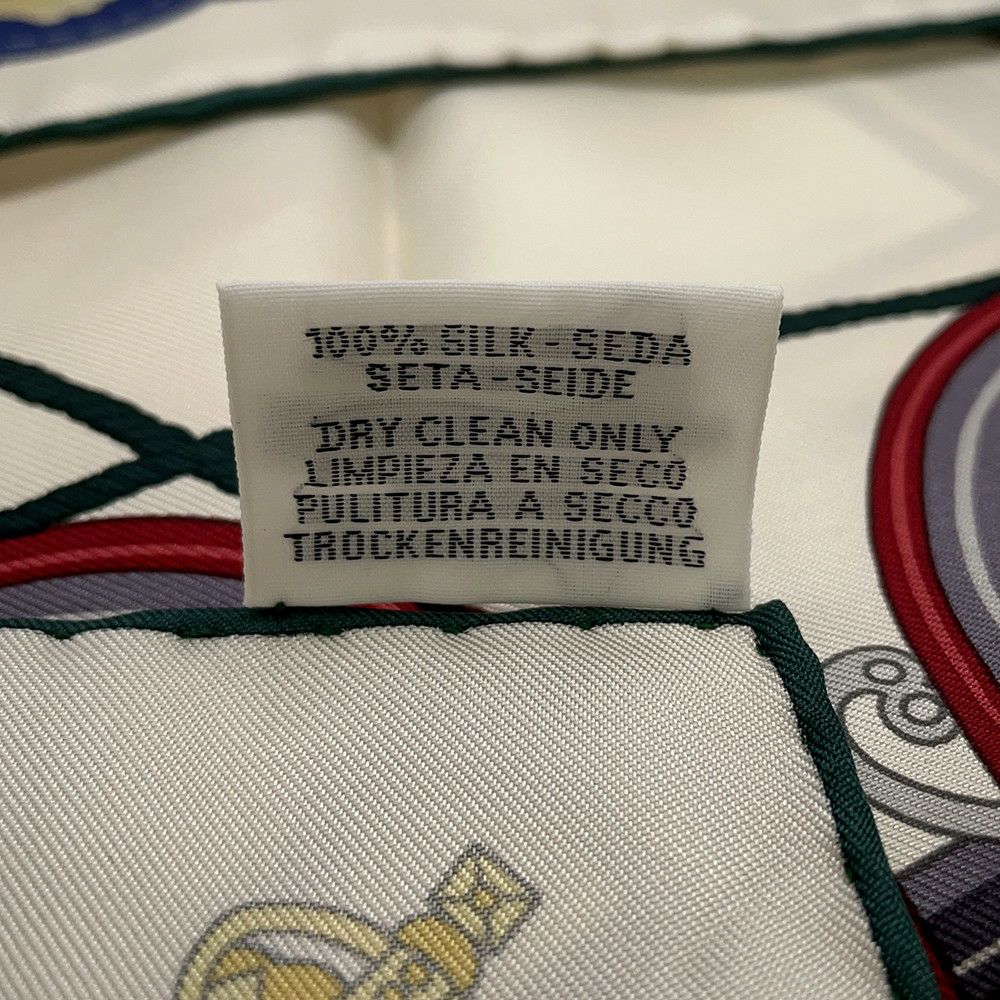 100% SILK - SEDA
SETA - SEIDE
DRY CLEAN ONLY
LIMPIEZA EN SECO
PULITURA A SECCO
TROCKENREINIGUNG